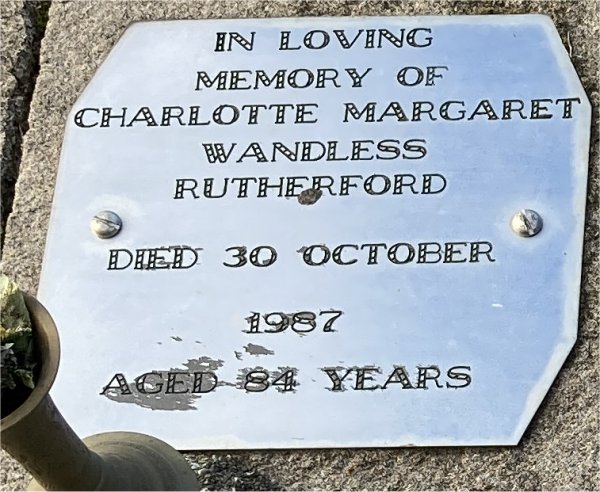 IN LOVING
MEMORY OF
CHARLOTTE MARGARET
WANDLESS
RUTHERFORD
DIED 30 OCTOBER
1987
AGED 84 YEARS